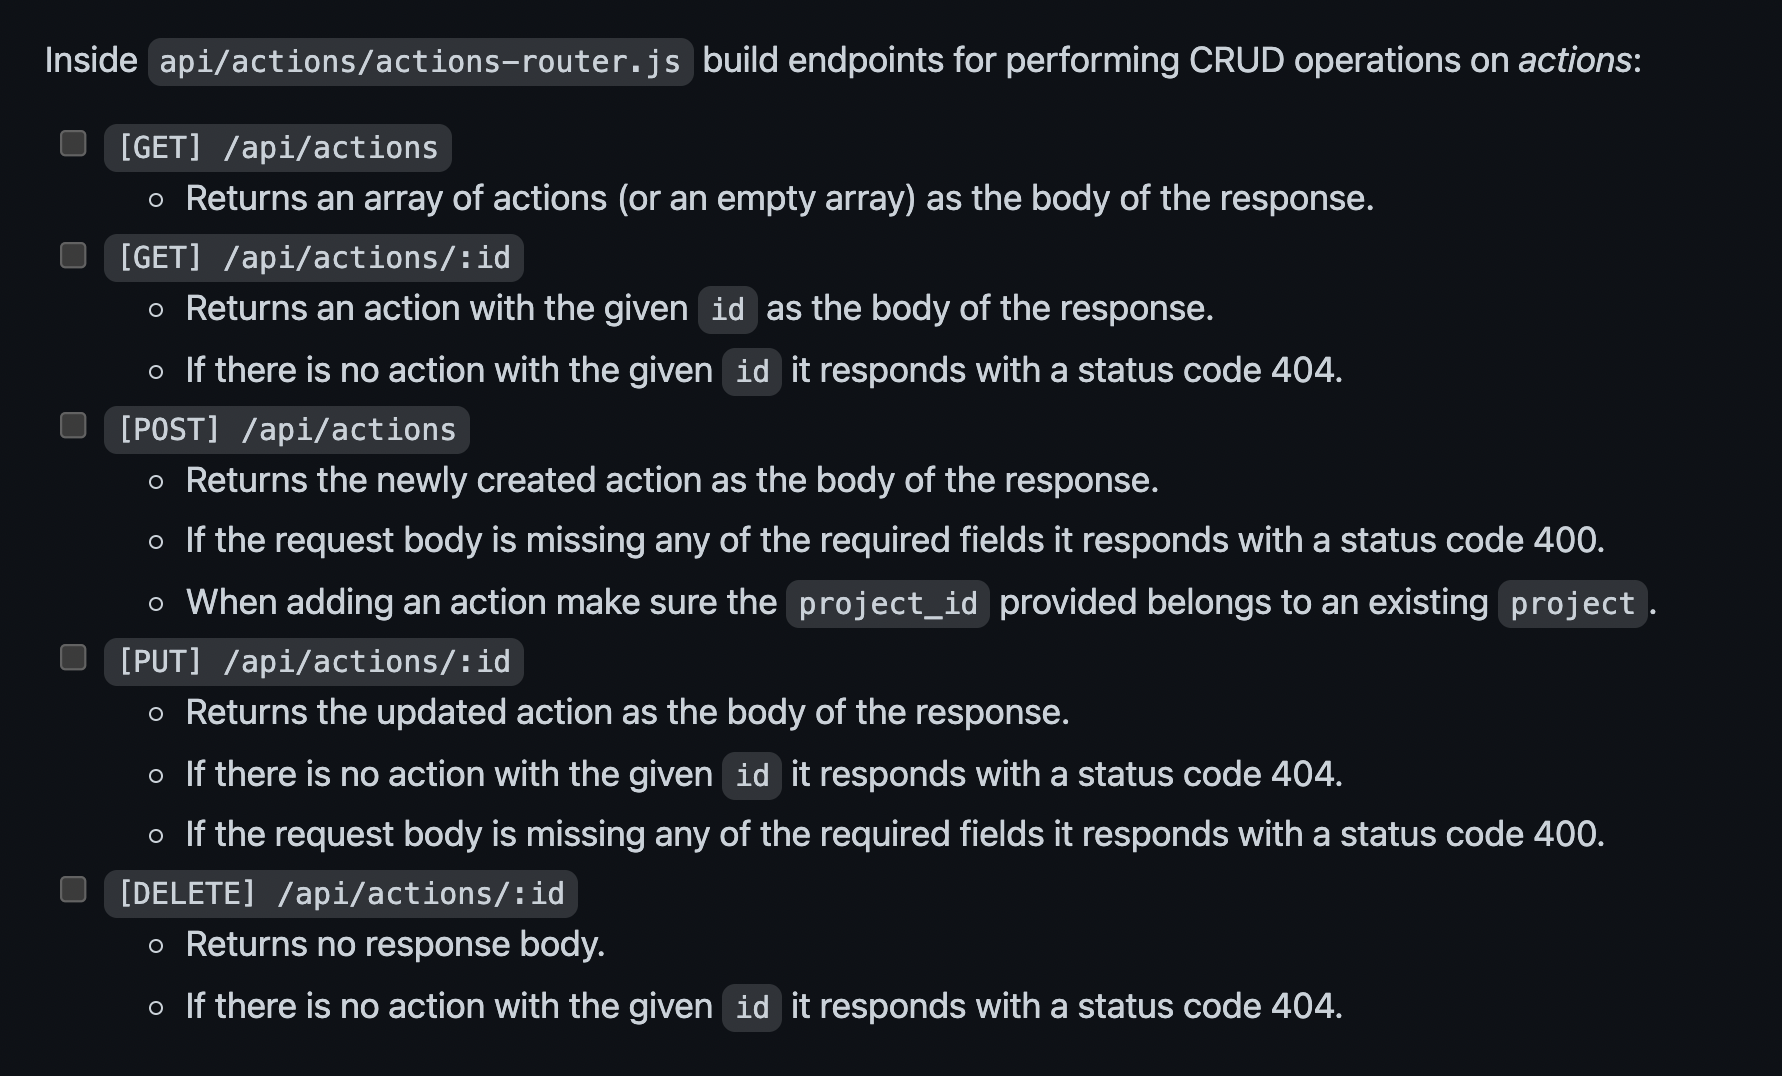 Inside api/actions/actions-router.js build endpoints for performing CRUD operations on actions:
[GET] /api/actions
Returns an array of actions (or an empty array) as the body of the response.
[GET] /api/actions/:id
Returns an action with the given id as the body of the response.
If there is no action with the given id it responds with a status code 404.
[POST] /api/actions
Returns the newly created action as the body of the response.
If the request body is missing any of the required fields it responds with a status code 400.
When adding an action make sure the project_id provided belongs to an existing project.
[PUT] /api/actions/:id
Returns the updated action as the body of the response.
If there is no action with the given id it responds with a status code 404.
If the request body is missing any of the required fields it responds with a status code 400.
[DELETE] /api/actions/:id
Returns no response body.
If there is no action with the given id it responds with a status code 404.